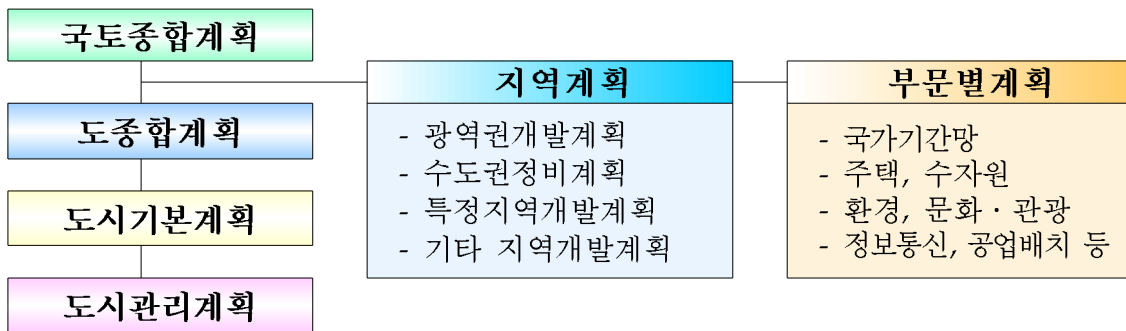 국토종합계획
도종합계획
도시기본계획
도시관리계획
지역계획
- 광역권개발계획
- 수도권정비계획
- 특정지역개발계획
- 기타 지역개발계획
부문별계획
- 국가기간망
- 주택, 수자원
- 환경, 문화 · 관광
- 정보통신, 공업배치 등